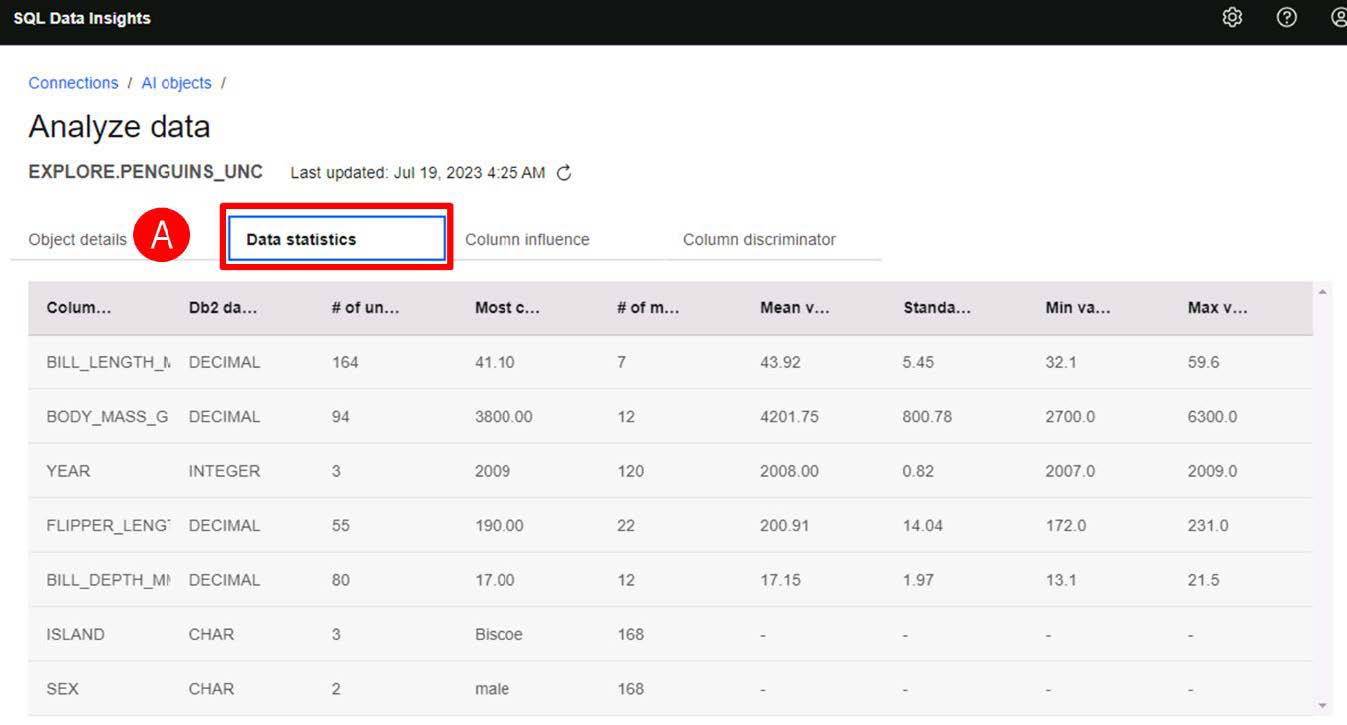 SQL Data Insights
Connections / AI objects /
Analyze data
EXPLORE.PENGUINS_UNC Last updated: Jul 19, 2023 4:25 AM
Object details A Data statistics Column influence Column discriminator
Colum... Db2 da... # of un... Most c... # of m... Mean v... Standa... Min va... Max v...
BILL_LENGTH_M DECIMAL 164 41.10 7 43.92 5.45 32.1 59.6
BODY_MASS_G DECIMAL 94 3800.00 12 4201.75 800.78 2700.0 6300.0
YEAR INTEGER 3 2009 120 2008.00 0.82 2007.0 2009.0
FLIPPER_LENGT DECIMAL 55 190.00 22 200.91 14.04 172.0 231.0
BILL_DEPTH_MM DECIMAL 80 17.00 12 17.15 1.97 13.1 21.5
ISLAND CHAR 3 Biscoe 168 - - - -
SEX CHAR 2 male 168 - - - -